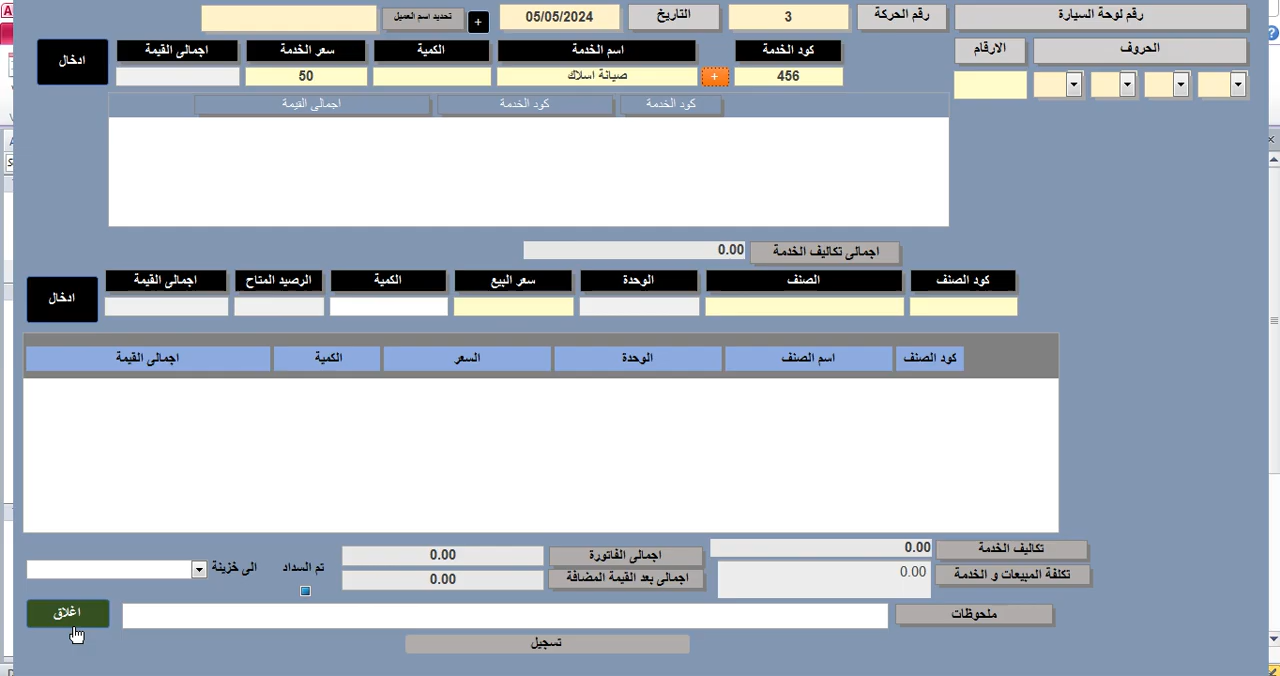 رقم لوحة السيارة
رقم الحركة
3
التاريخ
05/05/2024
+
تحديد اسم العميل
الحروف
الارقام
كود الخدمة
اسم الخدمة
الكمية
سعر الخدمة
اجمالى القيمة
ادخال
456
+
صيانة اسلاك
50
كود الخدمة
كود الخدمة
اجمالى القيمة
اجمالى تكاليف الخدمة
0.00
كود الصنف
الصنف
الوحدة
سعر البيع
الكمية
الرصيد المتاح
اجمالى القيمة
ادخال
كود الصنف
اسم الصنف
الوحدة
السعر
الكمية
اجمالى القيمة
تكاليف الخدمة
0.00
اجمالى الفاتورة
0.00
تم السداد
الى خزينة
تكلفة المبيعات و الخدمة
0.00
اجمالى بعد القيمة المضافة
0.00
ملحوظات
اغلاق
تسجيل